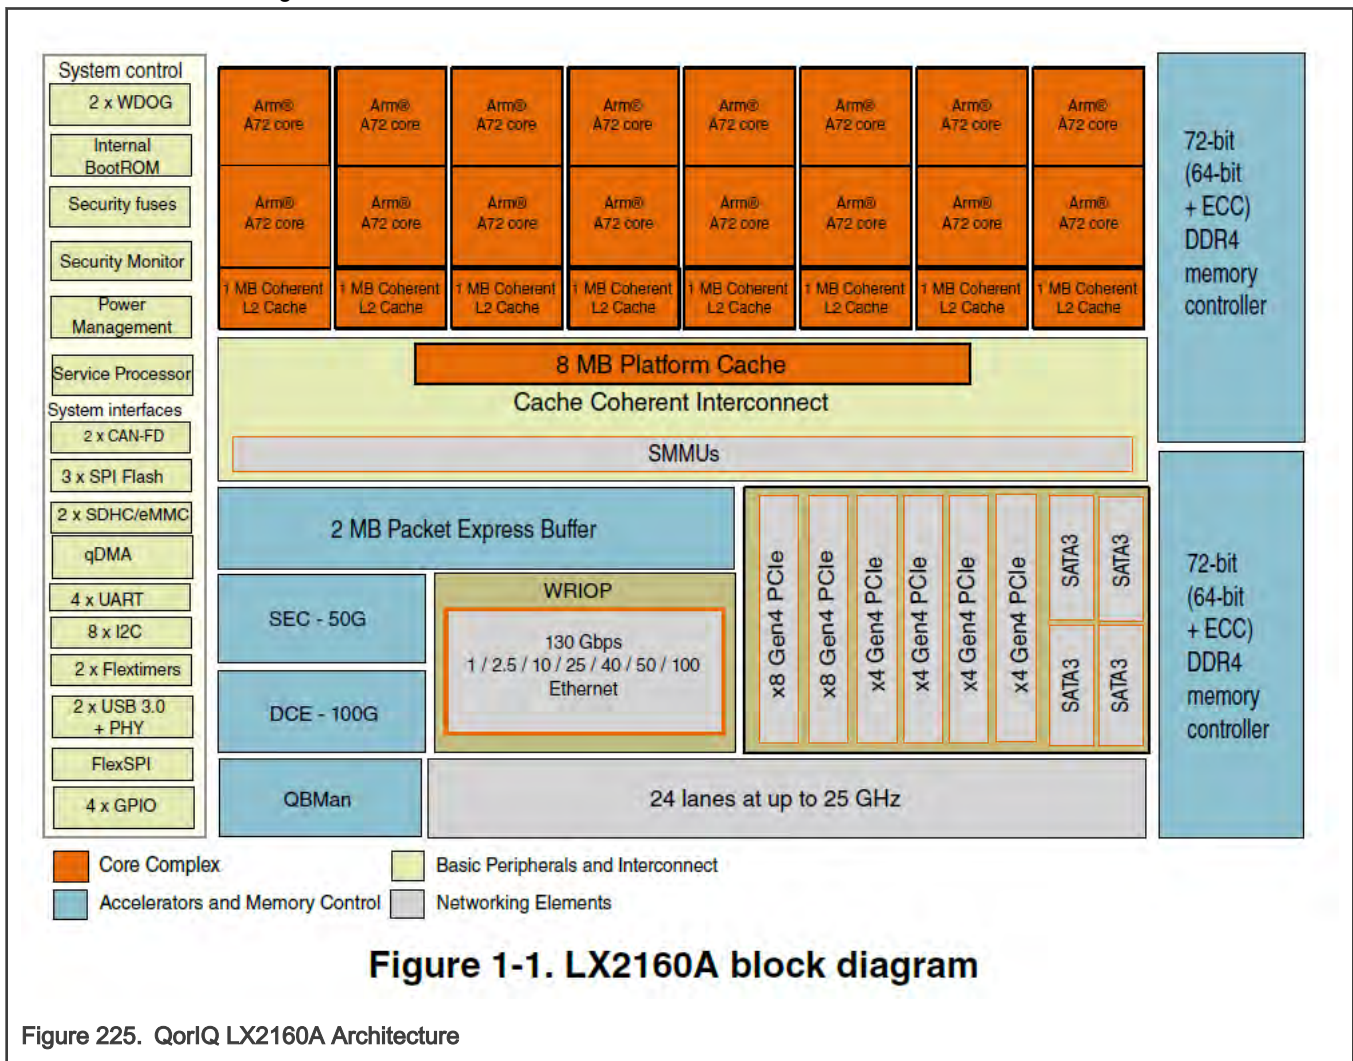 System control
2 x WDOG
Internal
BootROM
Security fuses
Security Monitor
Power
Management
Service Processor
System interfaces
2 x CAN-FD
3 x SPI Flash
2 x SDHC/eMMC
qDMA
4 x UART
8 x I2C
2 x Flextimers
2 x USB 3.0
+ PHY
FlexSPI
4 x GPIO
Arm®
A72 core
Arm®
A72 core
Arm®
A72 core
Arm®
A72 core
Arm®
A72 core
Arm®
A72 core
Arm®
A72 core
Arm®
A72 core
Arm®
A72 core
Arm®
A72 core
Arm®
A72 core
Arm®
A72 core
Arm®
A72 core
Arm®
A72 core
Arm®
A72 core
Arm®
A72 core
1 MB Coherent
L2 Cache
1 MB Coherent
L2 Cache
1 MB Coherent
L2 Cache
1 MB Coherent
L2 Cache
1 MB Coherent
L2 Cache
1 MB Coherent
L2 Cache
1 MB Coherent
L2 Cache
1 MB Coherent
L2 Cache
8 MB Platform Cache
Cache Coherent Interconnect
SMMUs
2 MB Packet Express Buffer
SEC - 50G
DCE - 100G
QBMan
WRIOP
130 Gbps
1 / 2.5 / 10 / 25 / 40 / 50 / 100
Ethernet
x8 Gen4 PCIe
x8 Gen4 PCIe
x4 Gen4 PCIe
x4 Gen4 PCIe
x4 Gen4 PCIe
x4 Gen4 PCIe
SATA3
SATA3
SATA3
SATA3
24 lanes at up to 25 GHz
72-bit
(64-bit
+ ECC)
DDR4
memory
controller
72-bit
(64-bit
+ ECC)
DDR4
memory
controller
Core Complex
Basic Peripherals and Interconnect
Accelerators and Memory Control
Networking Elements
Figure 1-1. LX2160A block diagram
Figure 225. QorIQ LX2160A Architecture